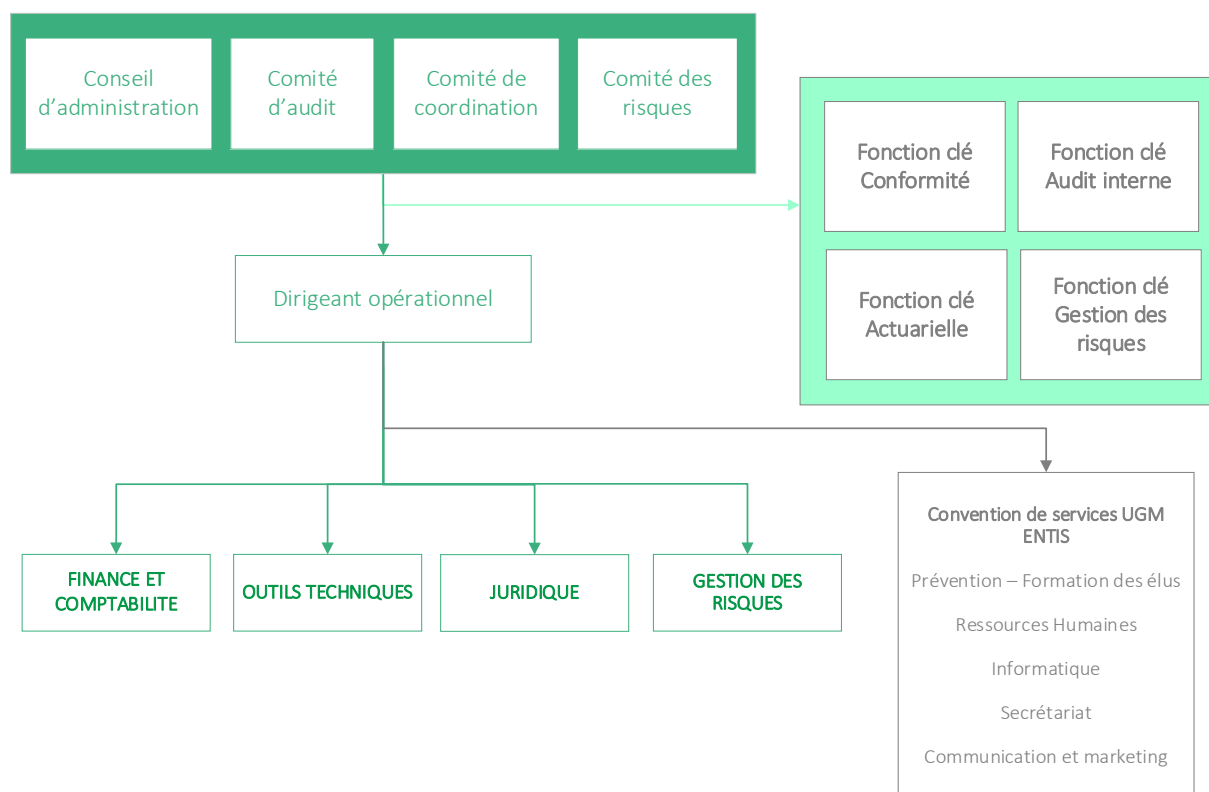 Conseil
d’administration
Comité
d’audit
Comité de
coordination
Comité des
risques
Fonction clé
Conformité
Fonction clé
Audit interne
Fonction clé
Actuarielle
Fonction clé
Gestion des
risques
Dirigeant opérationnel
FINANCE ET
COMPTABILITE
OUTILS TECHNIQUES
JURIDIQUE
GESTION DES
RISQUES
Convention de services UGM
ENTIS
Prévention – Formation des élus
Ressources Humaines
Informatique
Secrétariat
Communication et marketing